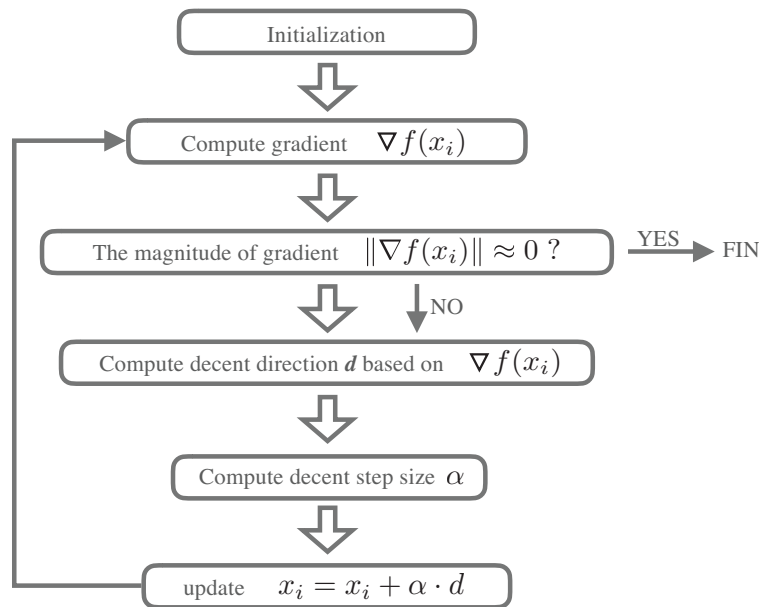 Initialization
Compute gradient ∇f(x_i)
The magnitude of gradient ‖∇f(x_i)‖ ≈ 0 ?
YES
FIN
NO
Compute decent direction d based on ∇f(x_i)
Compute decent step size α
update x_i = x_i + α · d